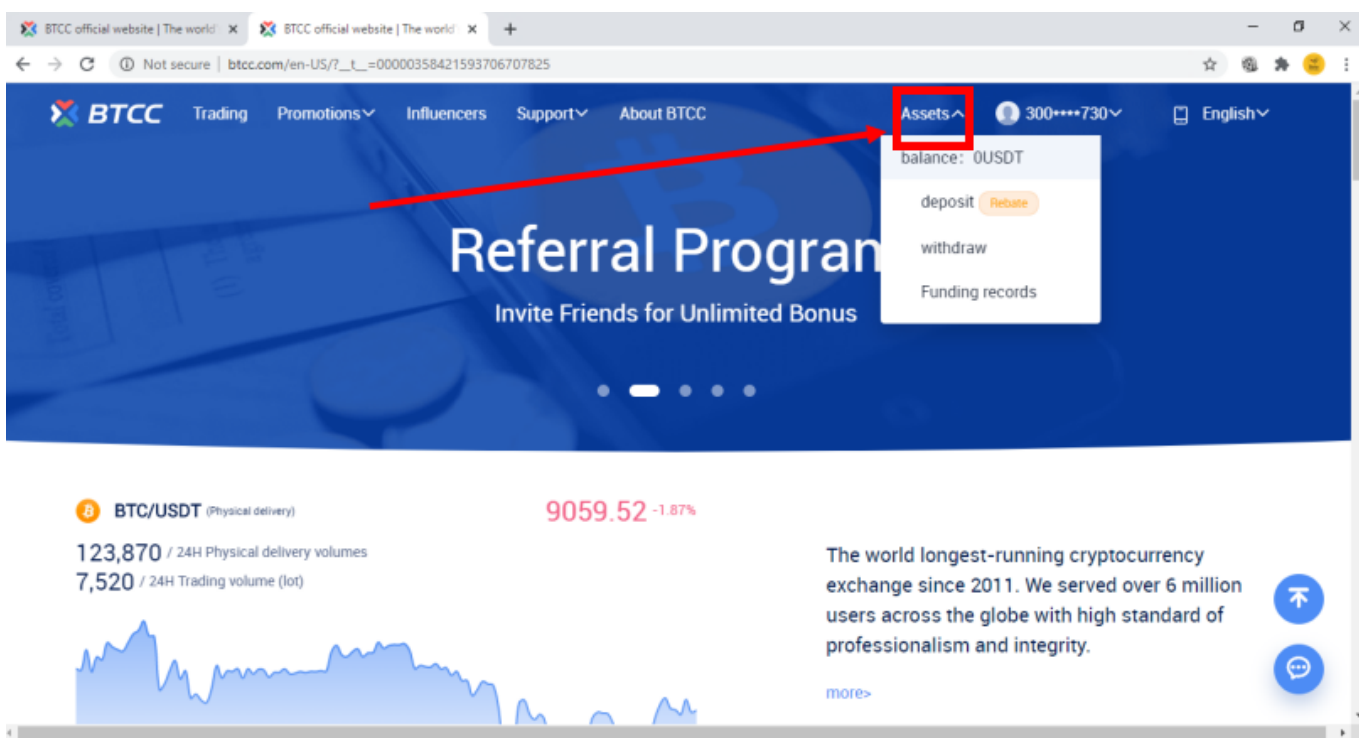 BTCC official website | The world'
BTCC official website | The world'
Not secure | btcc.com/en-US/?__t__=00000358421593706707825
BTCC Trading Promotions Influencers Support About BTCC Assets 300****730 English
balance: 0USDT
deposit Rebate
withdraw
Funding records
Referral Program
Invite Friends for Unlimited Bonus
BTC/USDT (Physical delivery) 9059.52 -1.87%
123,870 / 24H Physical delivery volumes
7,520 / 24H Trading volume (lot)
The world longest-running cryptocurrency
exchange since 2011. We served over 6 million
users across the globe with high standard of
professionalism and integrity.
more>